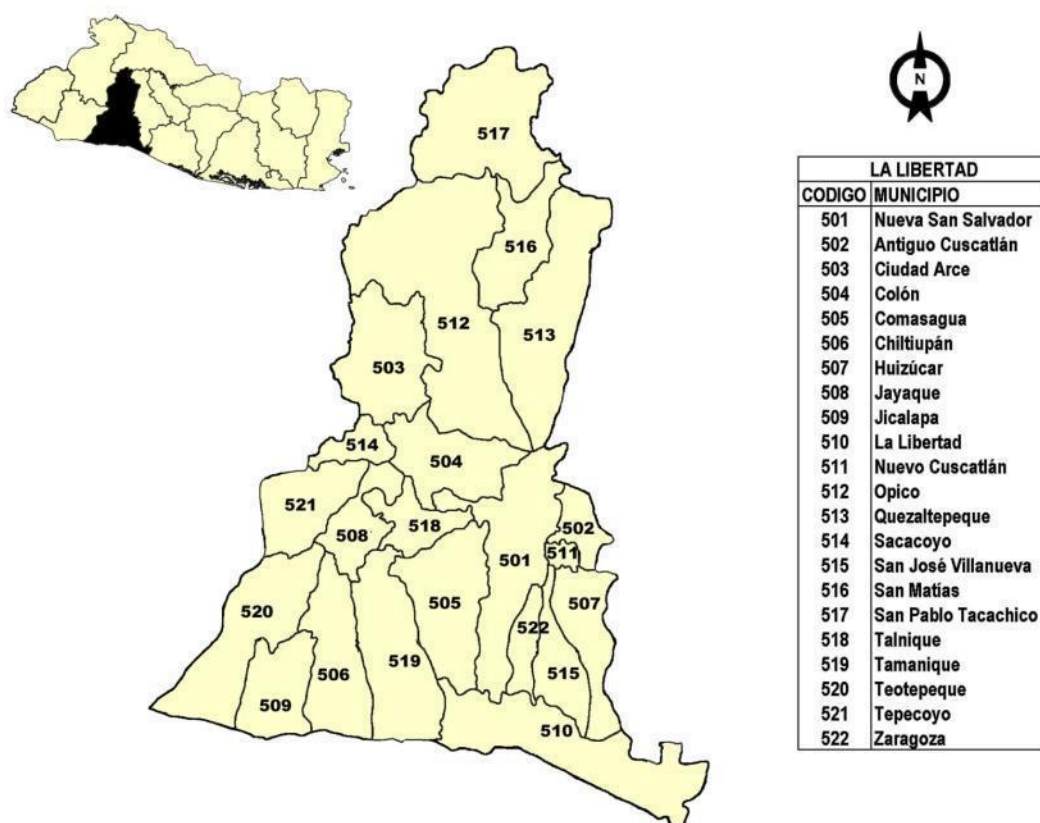 N
517
516
512
513
503
514
504
521
518
502
508
511
501
507
520
505
522
506
519
515
509
510
LA LIBERTAD
CODIGO MUNICIPIO
501 Nueva San Salvador
502 Antiguo Cuscatlán
503 Ciudad Arce
504 Colón
505 Comasagua
506 Chiltiupán
507 Huizúcar
508 Jayaque
509 Jicalapa
510 La Libertad
511 Nuevo Cuscatlán
512 Opico
513 Quezaltepeque
514 Sacacoyo
515 San José Villanueva
516 San Matías
517 San Pablo Tacachico
518 Talnique
519 Tamanique
520 Teotepeque
521 Tepecoyo
522 Zaragoza